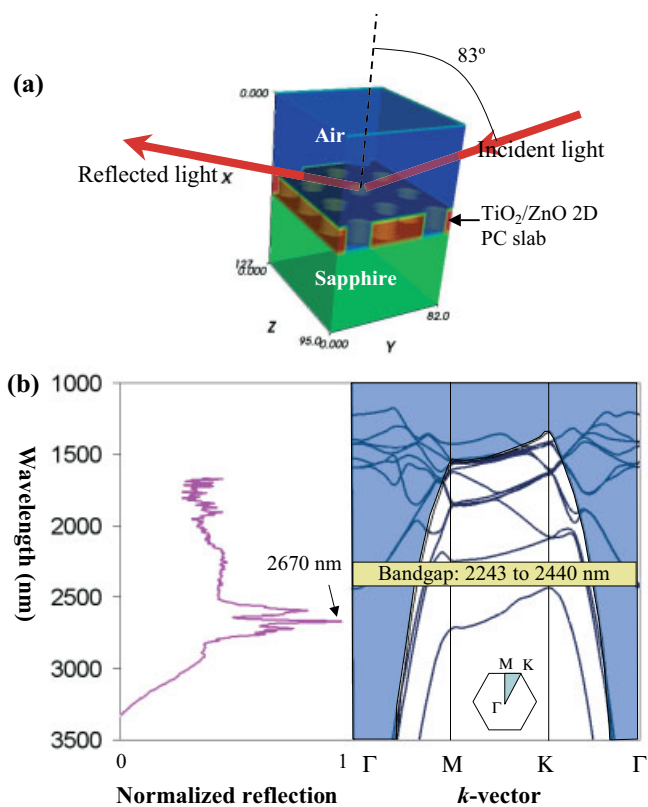 (a)
83º
0.000
Air
Incident light
Reflected light
X
TiO₂/ZnO 2D
PC slab
Sapphire
127
0.000
Z
95.0
0.000
Y
82.0
(b)
1000
1500
2000
2500
3000
3500
Wavelength (nm)
2670 nm
0
1
Normalized reflection
Bandgap: 2243 to 2440 nm
M
K
Γ
Γ
M
K
Γ
k-vector